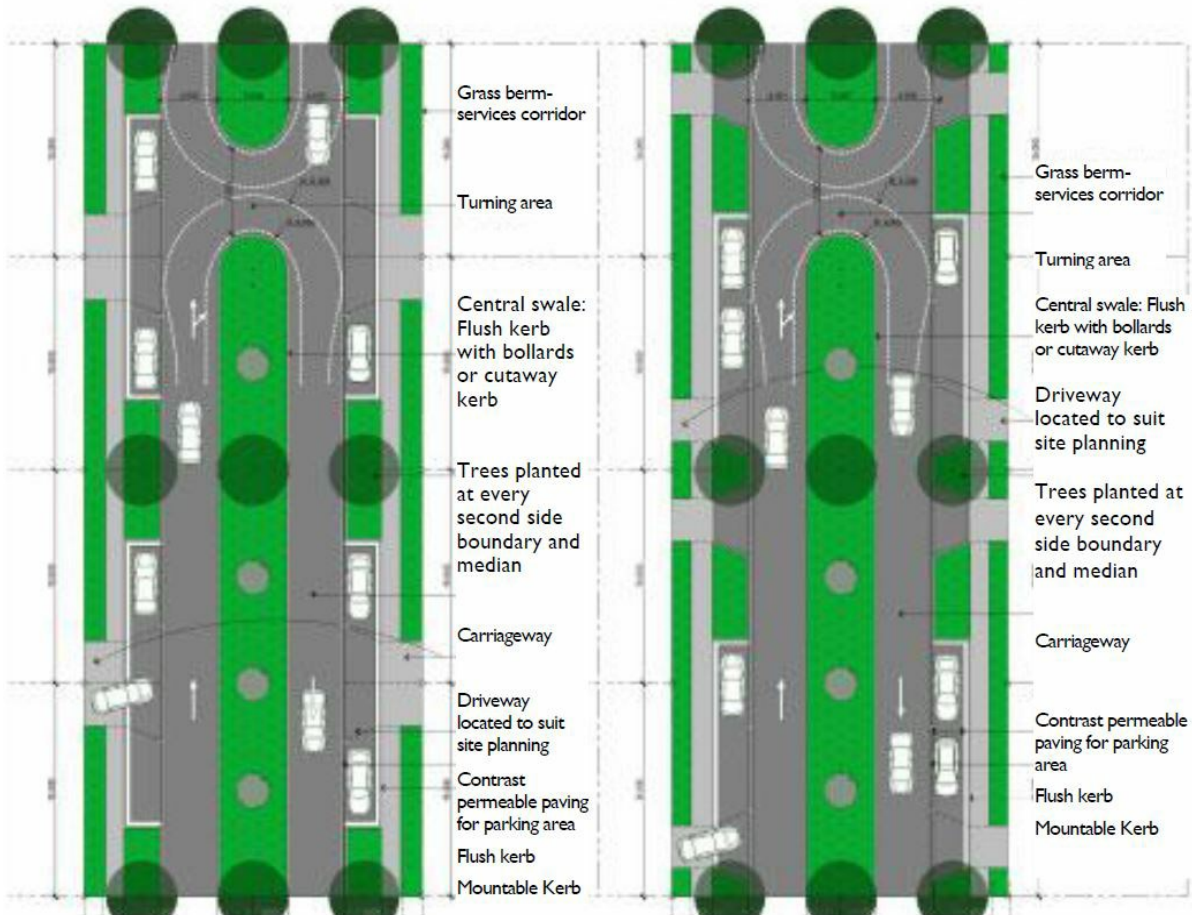 Grass berm-
services corridor
Turning area
Central swale:
Flush kerb
with bollards
or cutaway
kerb
Trees planted
at every
second side
boundary and
median
Carriageway
Driveway
located to suit
site planning
Contrast
permeable paving
for parking area
Flush kerb
Mountable Kerb
Grass berm-
services corridor
Turning area
Central swale: Flush
kerb with bollards
or cutaway kerb
Driveway
located to suit
site planning
Trees planted at
every second
side boundary
and median
Carriageway
Contrast permeable
paving for parking
area
Flush kerb
Mountable Kerb